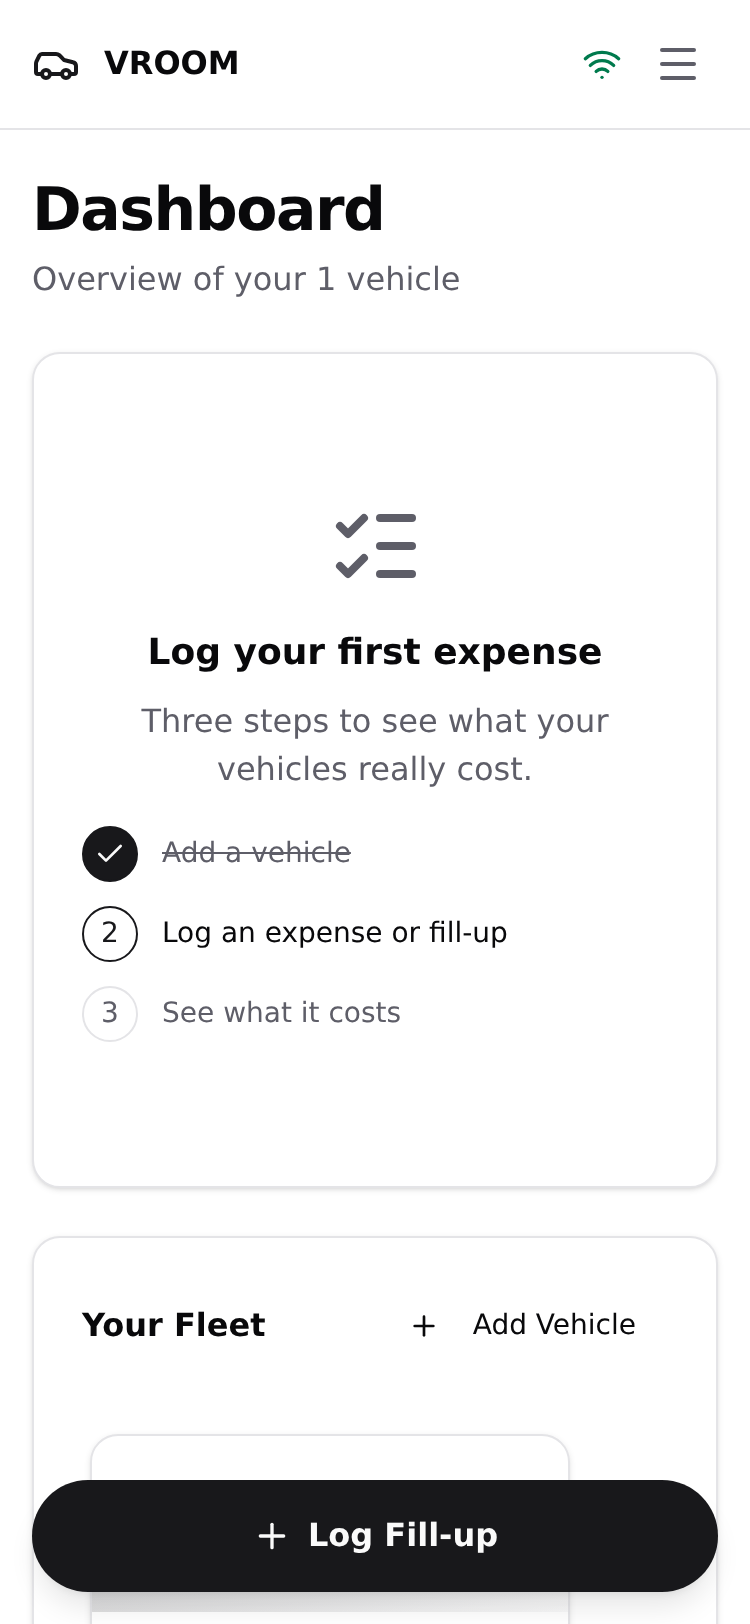 VROOM
Dashboard
Overview of your 1 vehicle
Log your first expense
Three steps to see what your
vehicles really cost.
Add a vehicle
2 Log an expense or fill-up
3 See what it costs
Your Fleet
+ Add Vehicle
+ Log Fill-up